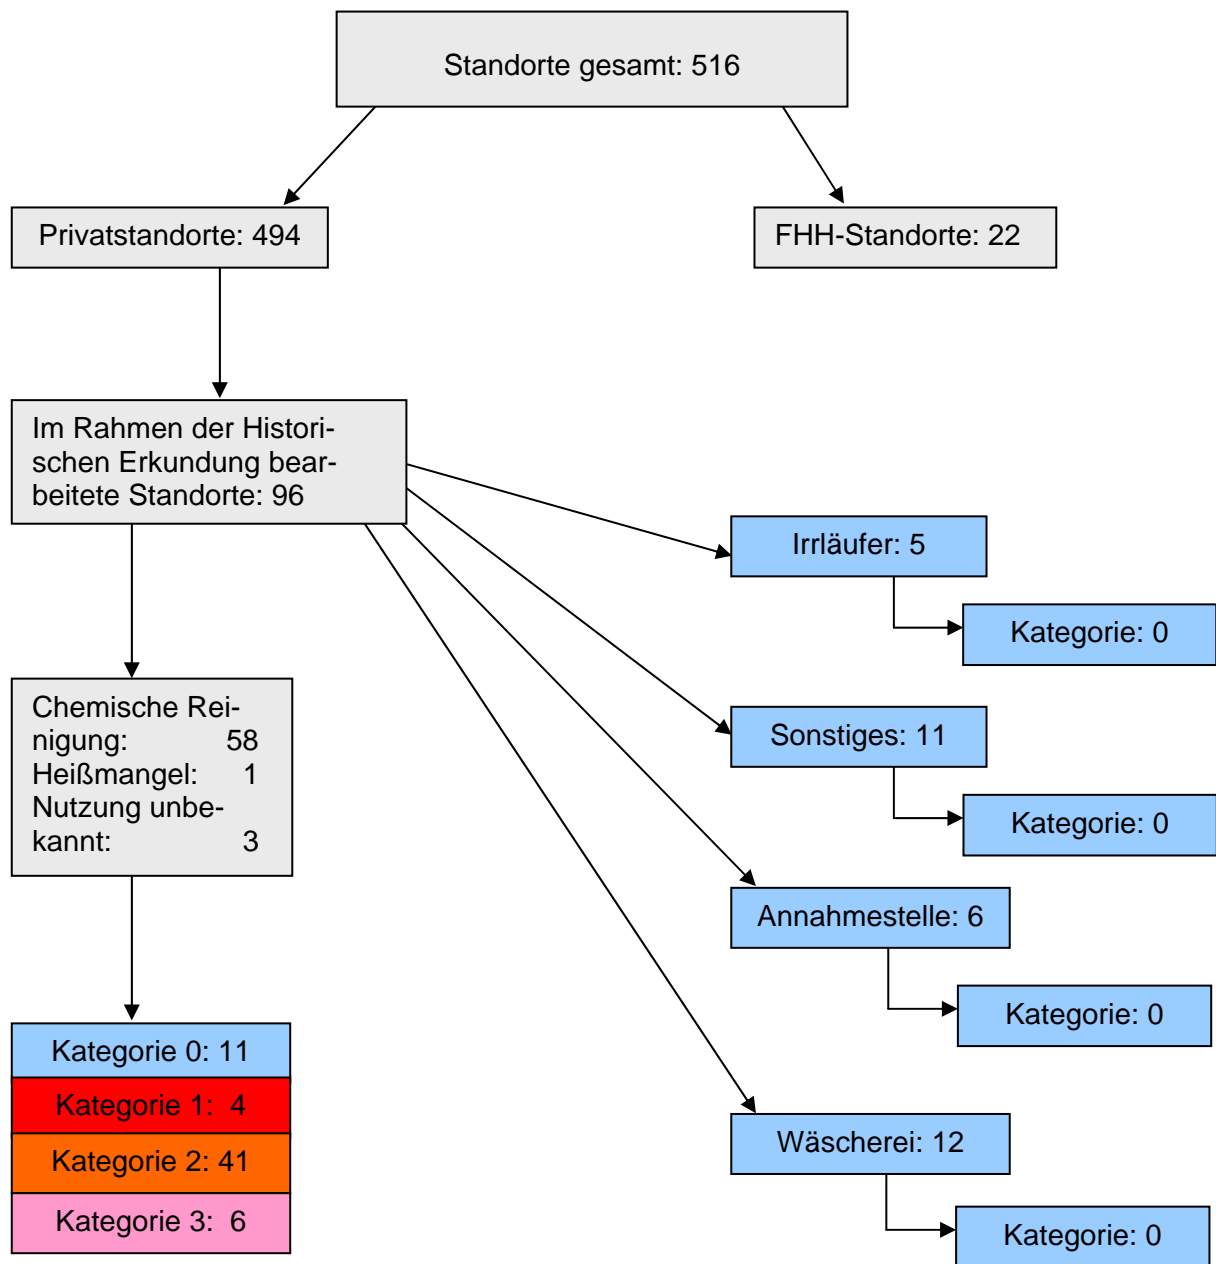 Standorte gesamt: 516
Privatstandorte: 494
FHH-Standorte: 22
Im Rahmen der Histori-
schen Erkundung bear-
beitete Standorte: 96
Irrläufer: 5
Kategorie: 0
Chemische Rei-
nigung: 58
Heißmangel: 1
Nutzung unbe-
kannt: 3
Sonstiges: 11
Kategorie: 0
Annahmestelle: 6
Kategorie: 0
Kategorie 0: 11
Kategorie 1: 4
Kategorie 2: 41
Kategorie 3: 6
Wäscherei: 12
Kategorie: 0